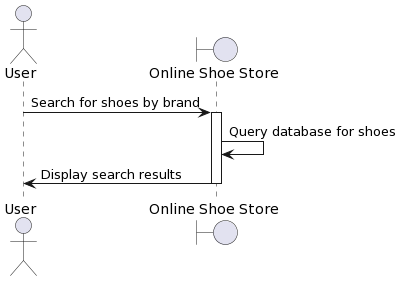 User
Online Shoe Store
Search for shoes by brand
Query database for shoes
Display search results
User
Online Shoe Store